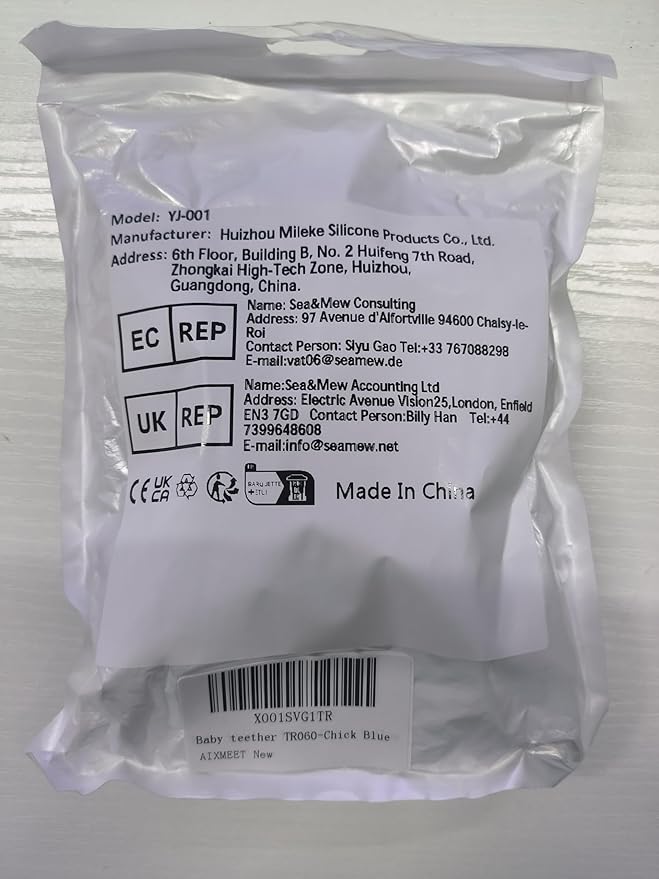 Model: YJ-001
Manufacturer: Huizhou Mileke Silicone Products Co., Ltd.
Address: 6th Floor, Building B, No. 2 Huifeng 7th Road,
Zhongkai High-Tech Zone, Huizhou,
Guangdong, China.
EC REP
Name: Sea&Mew Consulting
Address: 97 Avenue d'Alfortville 94600 Choisy-le-
Roi
Contact Person: Siyu Gao Tel:+33 767088298
E-mail:vat06@seamew.de
UK REP
Name:Sea&Mew Accounting Ltd
Address: Electric Avenue Vision25,London, Enfield
EN3 7GD Contact Person:Billy Han Tel:+44
7399648608
E-mail:info@seamew.net
CE UK
CA
FR
BARQUETTE
+ETUI
Made In China
X001SVG1TR
Baby teether TR060-Chick Blue
AIXMEET New